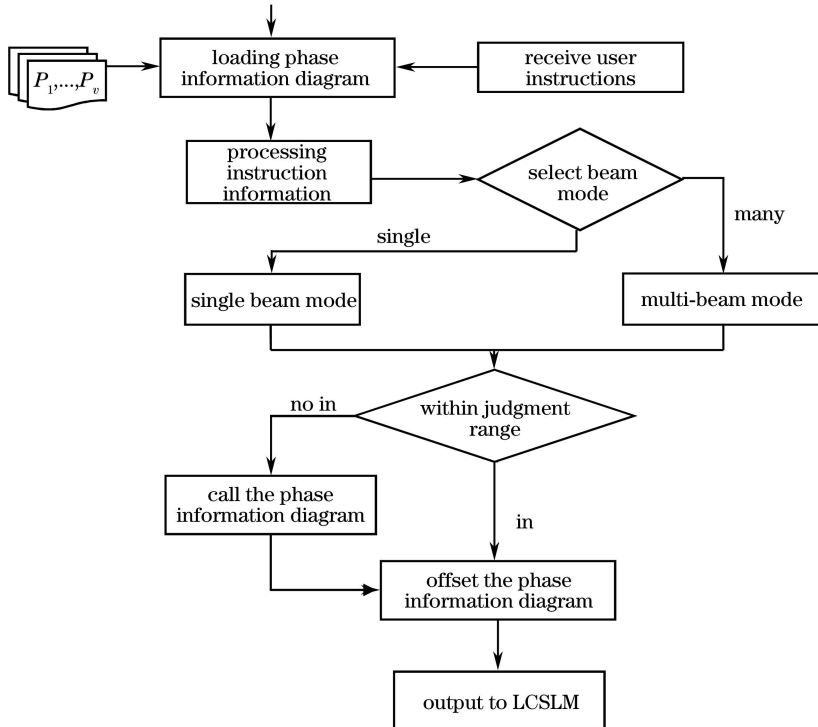 loading phase
information diagram
receive user
instructions
P1,...,Pv
processing
instruction
information
select beam
mode
many
single
single beam mode
multi-beam mode
within judgment
range
no in
call the phase
information diagram
in
offset the phase
information diagram
output to LCSLM